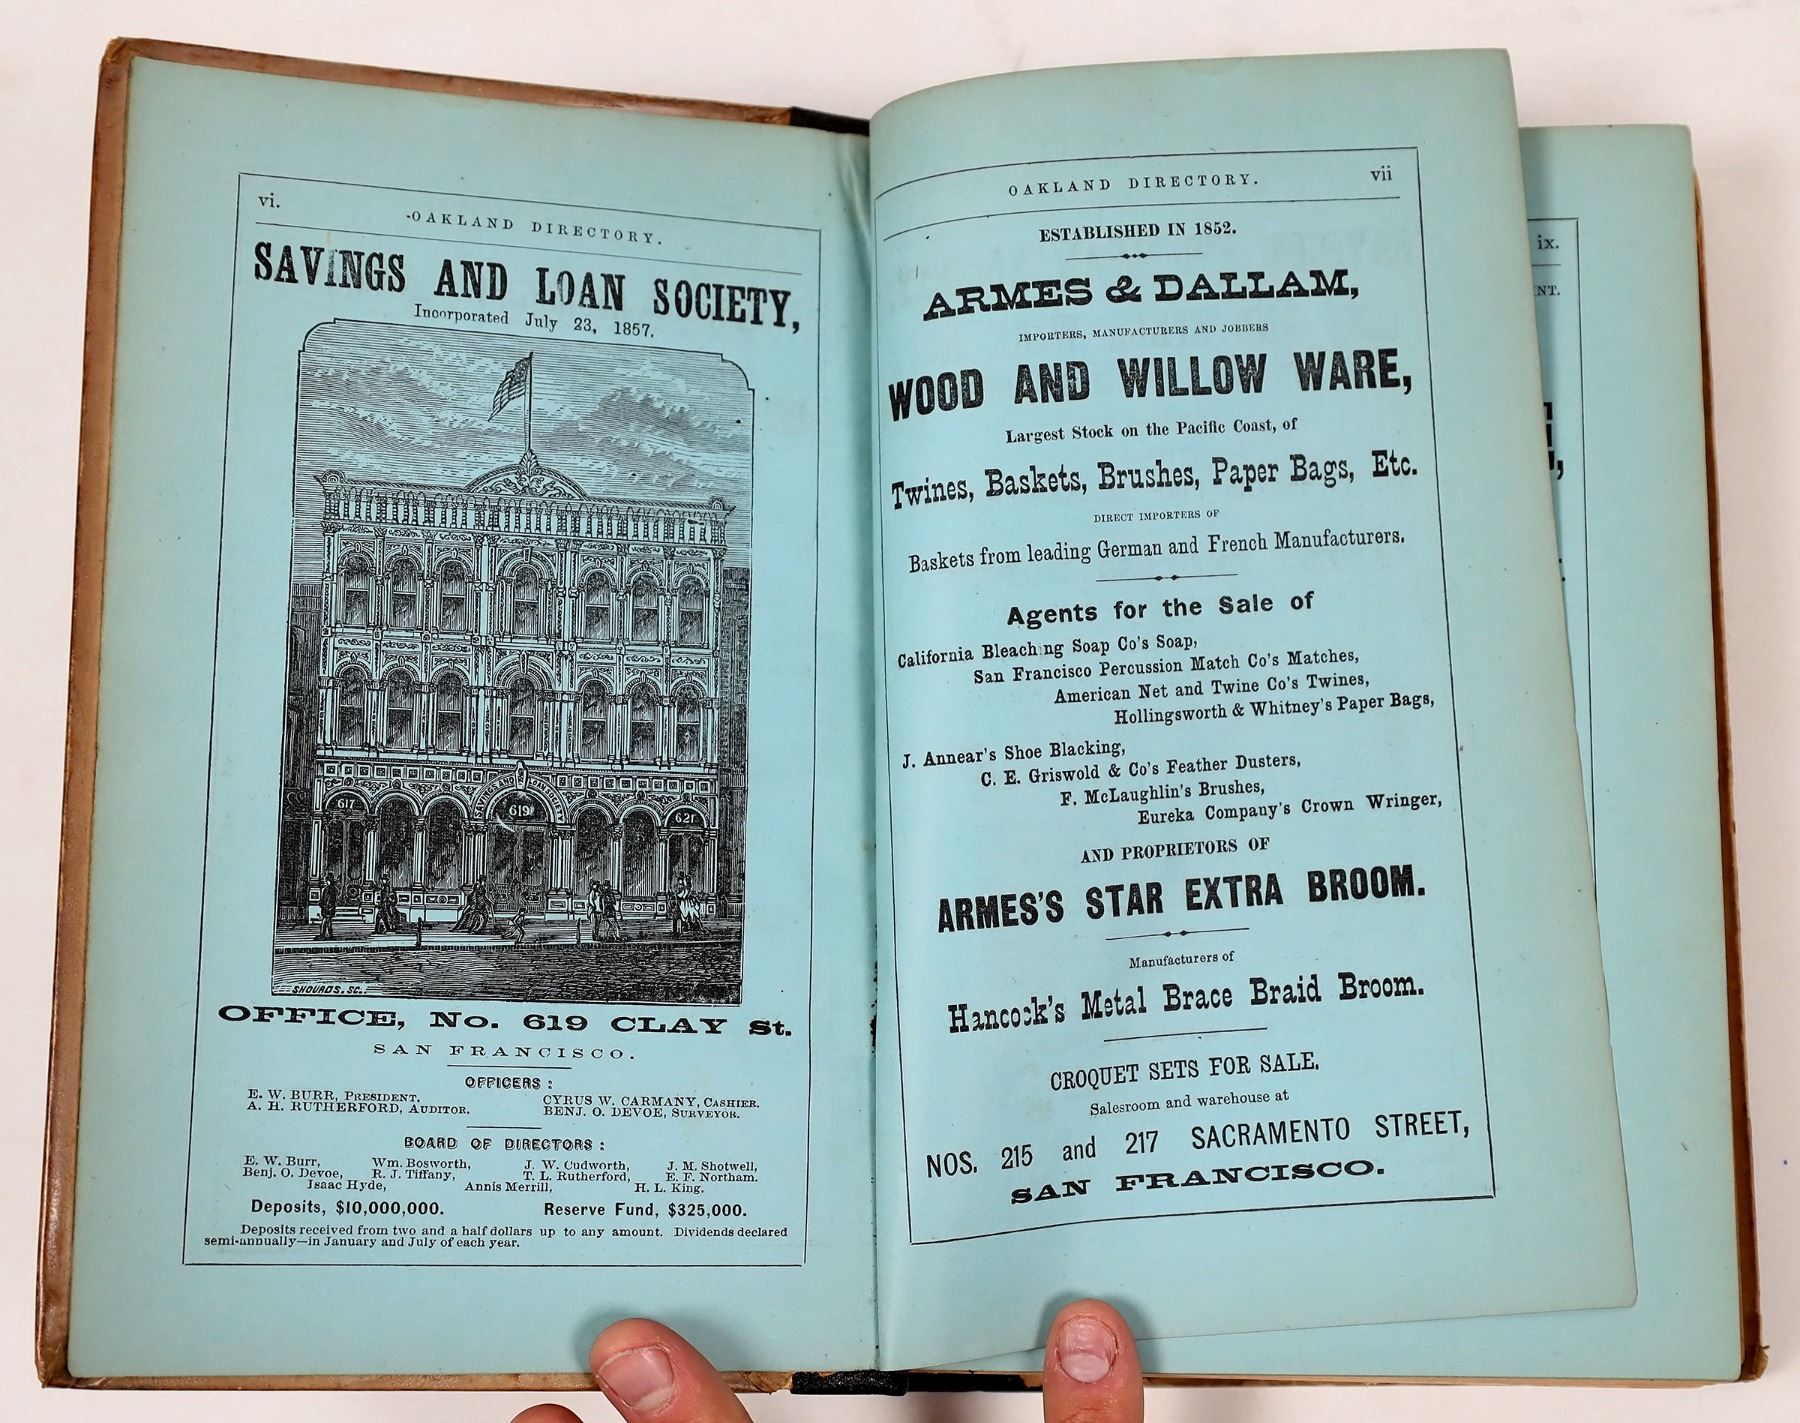 vi.
OAKLAND DIRECTORY.
SAVINGS AND LOAN SOCIETY,
Incorporated July 23, 1857.
SAVINGS AND LOAN SOCIETY
617
619
621
SHOURDS. SC.
OFFICE, No. 619 CLAY St.
SAN FRANCISCO.
OFFICERS:
E. W. BURR, PRESIDENT. CYRUS W. CARMANY, CASHIER.
A. H. RUTHERFORD, AUDITOR. BENJ. O. DEVOE, SURVEYOR.
BOARD OF DIRECTORS:
E. W. Burr, Wm. Bosworth, J. W. Cudworth, J. M. Shotwell,
Benj. O. Devoe, R. J. Tiffany, T. L. Rutherford, E. F. Northam.
Isaac Hyde, Annis Merrill, H. L. King.
Deposits, $10,000,000. Reserve Fund, $325,000.
Deposits received from two and a half dollars up to any amount. Dividends declared
semi-annually—in January and July of each year.
OAKLAND DIRECTORY. vii
ESTABLISHED IN 1852.
ARMES & DALLAM,
IMPORTERS, MANUFACTURERS AND JOBBERS
WOOD AND WILLOW WARE,
Largest Stock on the Pacific Coast, of
Twines, Baskets, Brushes, Paper Bags, Etc.
DIRECT IMPORTERS OF
Baskets from leading German and French Manufacturers.
Agents for the Sale of
California Bleaching Soap Co's Soap,
San Francisco Percussion Match Co's Matches,
American Net and Twine Co's Twines,
Hollingsworth & Whitney's Paper Bags,
J. Annear's Shoe Blacking,
C. E. Griswold & Co's Feather Dusters,
F. McLaughlin's Brushes,
Eureka Company's Crown Wringer,
AND PROPRIETORS OF
ARMES'S STAR EXTRA BROOM.
Manufacturers of
Hancock's Metal Brace Braid Broom.
CROQUET SETS FOR SALE.
Salesroom and warehouse at
NOS. 215 and 217 SACRAMENTO STREET,
SAN FRANCISCO.
ix.
INT.